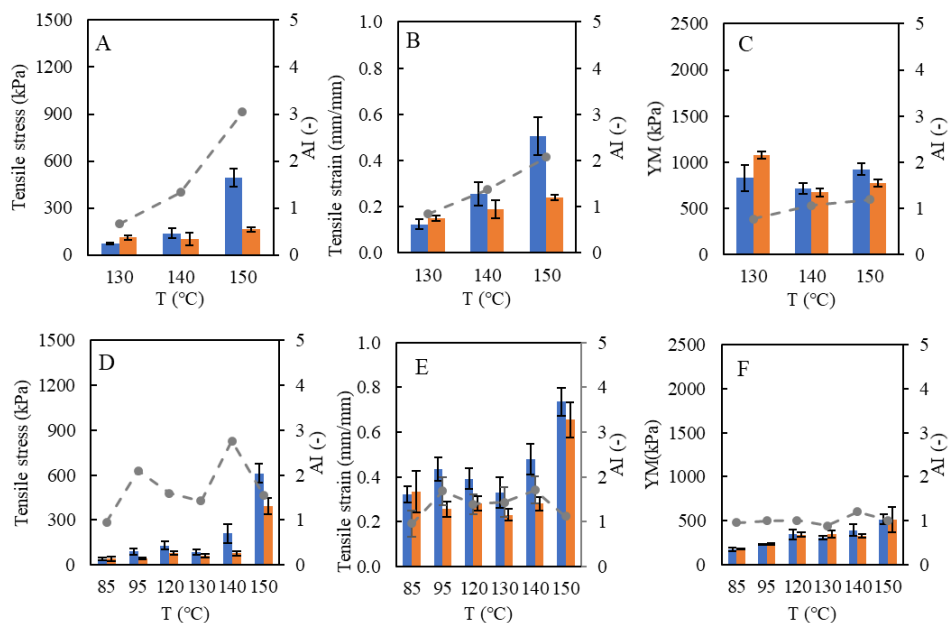 A
Tensile stress (kPa)
1500
1200
900
600
300
0
130 140 150
T (°C)
5
4
3
2
1
0
AI (-)
B
Tensile strain (mm/mm)
1.0
0.8
0.6
0.4
0.2
0.0
130 140 150
T (°C)
5
4
3
2
1
0
AI (-)
C
YM (kPa)
2500
2000
1500
1000
500
0
130 140 150
T (°C)
5
4
3
2
1
0
AI (-)
D
Tensile stress (kPa)
1500
1200
900
600
300
0
85 95 120 130 140 150
T (°C)
5
4
3
2
1
0
AI (-)
E
Tensile strain (mm/mm)
1.0
0.8
0.6
0.4
0.2
0.0
85 95 120 130 140 150
T (°C)
5
4
3
2
1
0
AI (-)
F
YM(kPa)
2500
2000
1500
1000
500
0
85 95 120 130 140 150
T (°C)
5
4
3
2
1
0
AI (-)